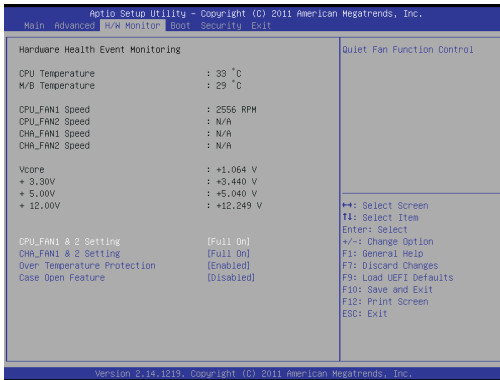 Aptio Setup Utility - Copyright (C) 2011 American Megatrends, Inc.
Main Advanced H/W Monitor Boot Security Exit
Hardware Health Event Monitoring
CPU Temperature : 33 °C
M/B Temperature : 29 °C
CPU_FAN1 Speed : 2556 RPM
CPU_FAN2 Speed : N/A
CHA_FAN1 Speed : N/A
CHA_FAN2 Speed : N/A
Vcore : +1.064 V
+ 3.30V : +3.440 V
+ 5.00V : +5.040 V
+ 12.00V : +12.249 V
CPU_FAN1 & 2 Setting [Full On]
CHA_FAN1 & 2 Setting [Full On]
Over Temperature Protection [Enabled]
Case Open Feature [Disabled]
Quiet Fan Function Control
↔: Select Screen
↑↓: Select Item
Enter: Select
+/-: Change Option
F1: General Help
F7: Discard Changes
F9: Load UEFI Defaults
F10: Save and Exit
F12: Print Screen
ESC: Exit
Version 2.14.1219. Copyright (C) 2011 American Megatrends, Inc.